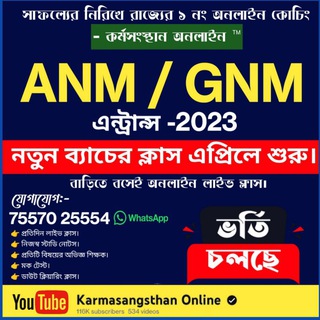 সাফল্যের নিরিখে রাজ্যের ১ নং অনলাইন কোচিং
- কর্মসংস্থান অনলাইন ™
ANM / GNM
এন্ট্রান্স -2023
নতুন ব্যাচের ক্লাস এপ্রিলে শুরু।
বাড়িতে বসেই অনলাইন লাইভ ক্লাস।
যোগাযোগ:-
75570 25554 WhatsApp
প্রতিদিন লাইভ ক্লাস।
নিজস্ব স্টাডি নোটস।
প্রতিটি বিষয়ের অভিজ্ঞ শিক্ষক।
মক টেস্ট।
ডাউট ক্লিয়ারিং ক্লাস।
ভর্তি
চলছে
YouTube Karmasangsthan Online
116K subscribers 534 videos